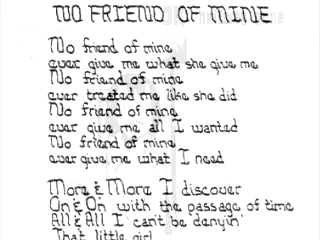 NO FRIEND OF MINE
No friend of mine
ever give me what she give me
No friend of mine
ever treated me like she did
No friend of mine
ever give me all I wanted
No friend of mine
ever give me what I need
More & More I discover
On & On with the passage of time
All & All I can't be denyin'
That little girl